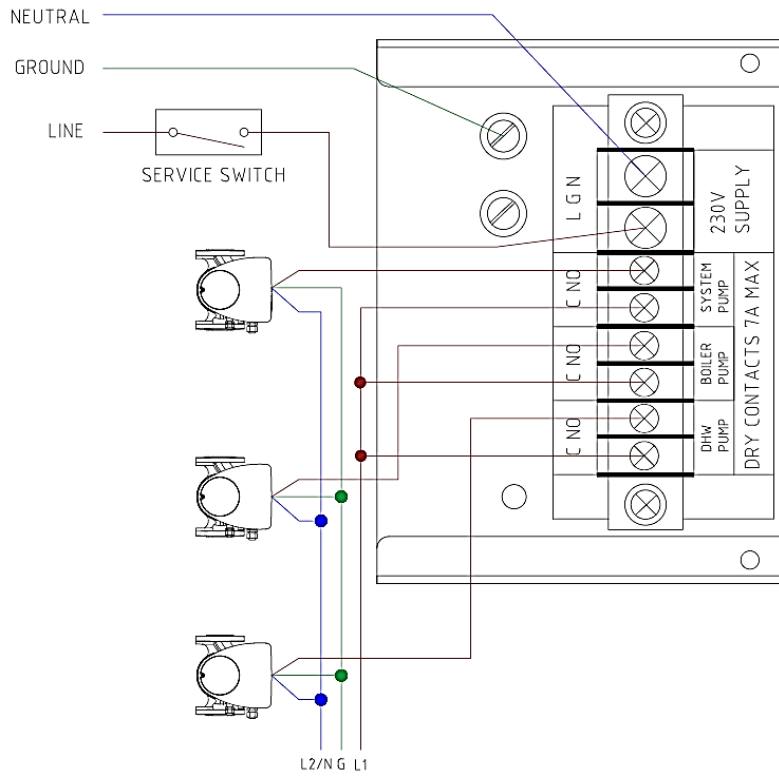 NEUTRAL
GROUND
LINE
SERVICE SWITCH
L G N
230V
SUPPLY
C NO
SYSTEM
PUMP
C NO
BOILER
PUMP
C NO
DHW
PUMP
DRY CONTACTS 7A MAX
L2/N G L1